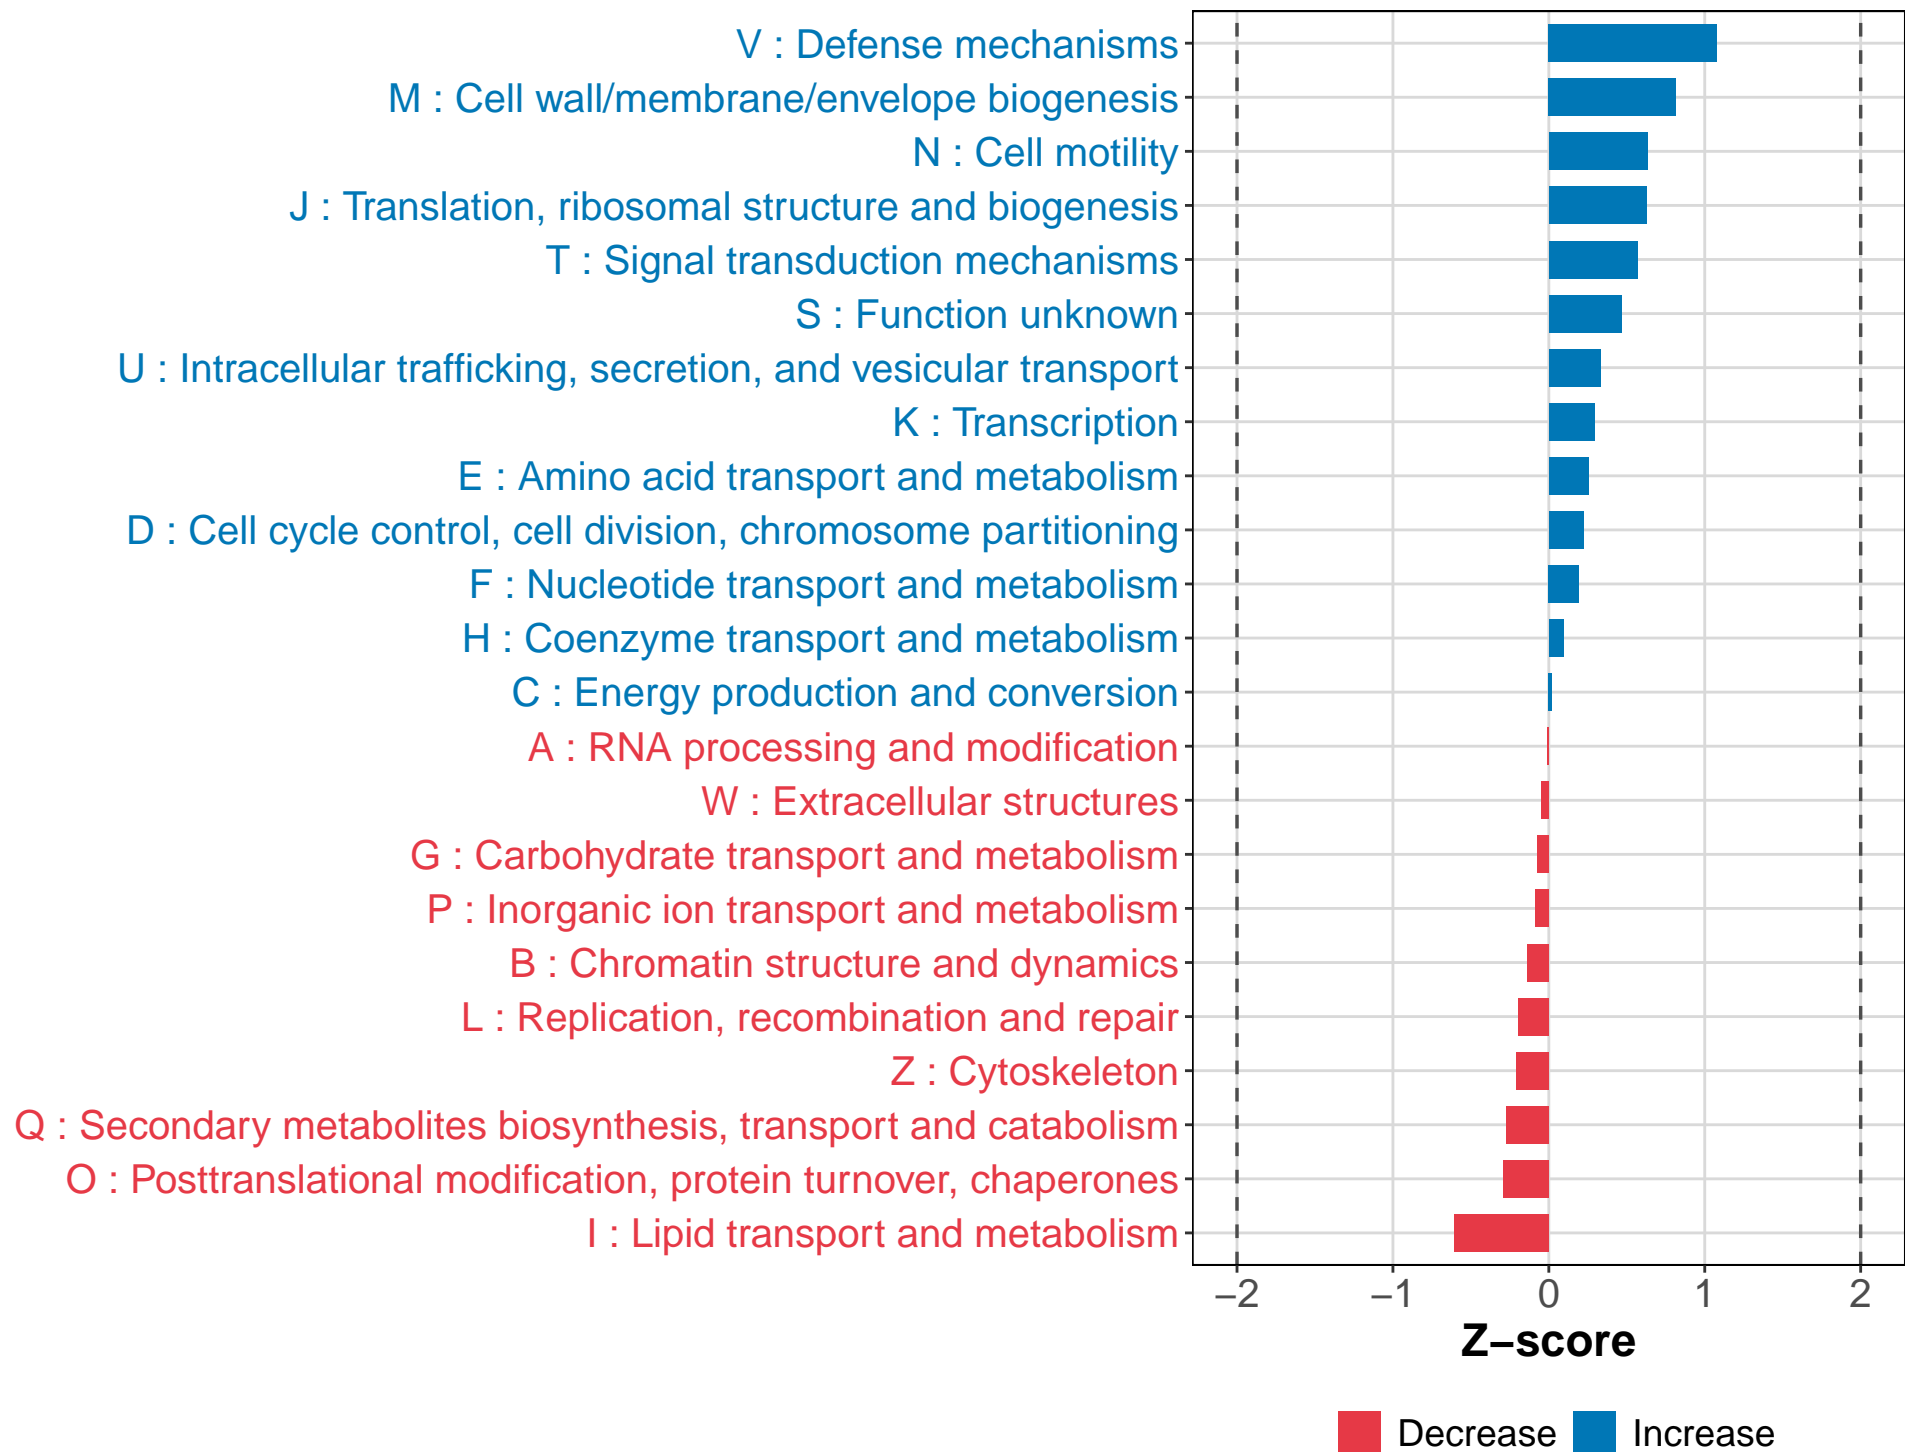 V : Defense mechanisms
M : Cell wall/membrane/envelope biogenesis
N : Cell motility
J : Translation, ribosomal structure and biogenesis
T : Signal transduction mechanisms
S : Function unknown
U : Intracellular trafficking, secretion, and vesicular transport
K : Transcription
E : Amino acid transport and metabolism
D : Cell cycle control, cell division, chromosome partitioning
F : Nucleotide transport and metabolism
H : Coenzyme transport and metabolism
C : Energy production and conversion
A : RNA processing and modification
W : Extracellular structures
G : Carbohydrate transport and metabolism
P : Inorganic ion transport and metabolism
B : Chromatin structure and dynamics
L : Replication, recombination and repair
Z : Cytoskeleton
Q : Secondary metabolites biosynthesis, transport and catabolism
O : Posttranslational modification, protein turnover, chaperones
I : Lipid transport and metabolism
−2 −1 0 1 2
Z−score
Decrease Increase